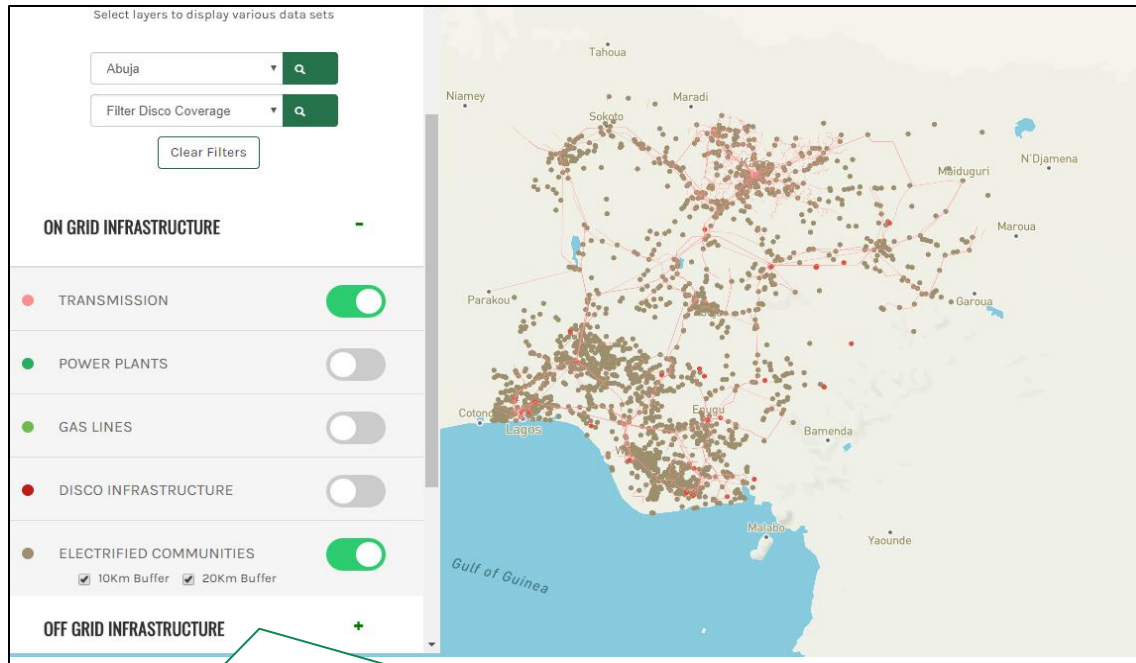 Select layers to display various data sets
Abuja
Filter Disco Coverage
Clear Filters
ON GRID INFRASTRUCTURE -
TRANSMISSION
POWER PLANTS
GAS LINES
DISCO INFRASTRUCTURE
ELECTRIFIED COMMUNITIES
10Km Buffer 20Km Buffer
OFF GRID INFRASTRUCTURE +
Tahoua
Niamey
Maradi
Sokoto
N'Djamena
Maiduguri
Maroua
Parakou
Garoua
Cotono
Lagos
Enugu
Bamenda
Malabo
Yaounde
Gulf of Guinea